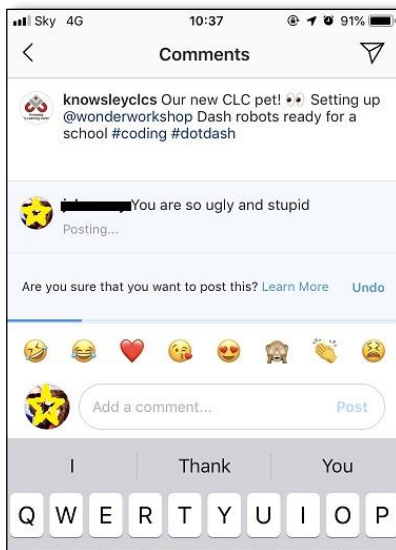 Sky 4G 10:37 91%
Comments
knowsleyclcs Our new CLC pet! 👀 Setting up
@wonderworkshop Dash robots ready for a
school #coding #dotdash
You are so ugly and stupid
Posting...
Are you sure that you want to post this? Learn More Undo
Add a comment... Post
I Thank You
Q W E R T Y U I O P